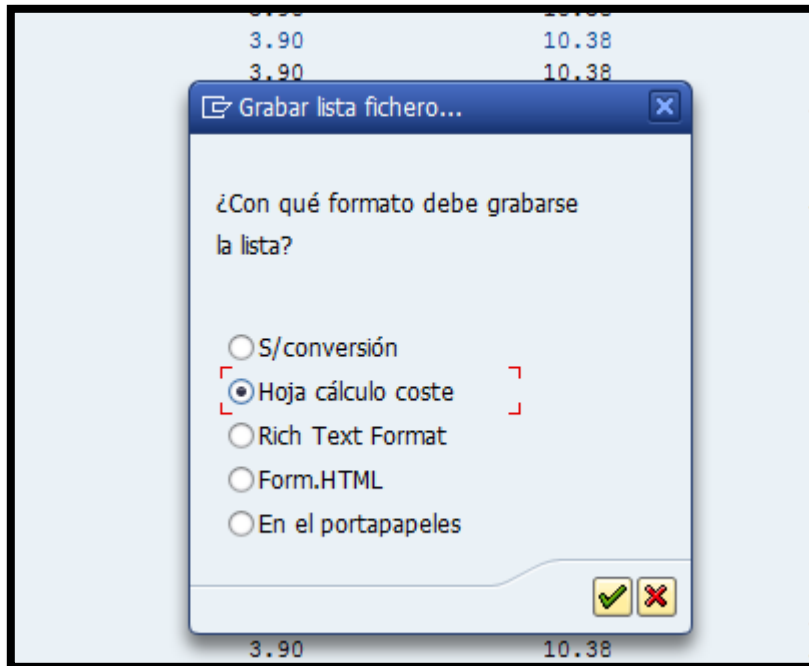 3.90 10.38
3.90 10.38
Grabar lista fichero...
¿Con qué formato debe grabarse
la lista?
S/conversión
Hoja cálculo coste
Rich Text Format
Form.HTML
En el portapapeles
3.90 10.38